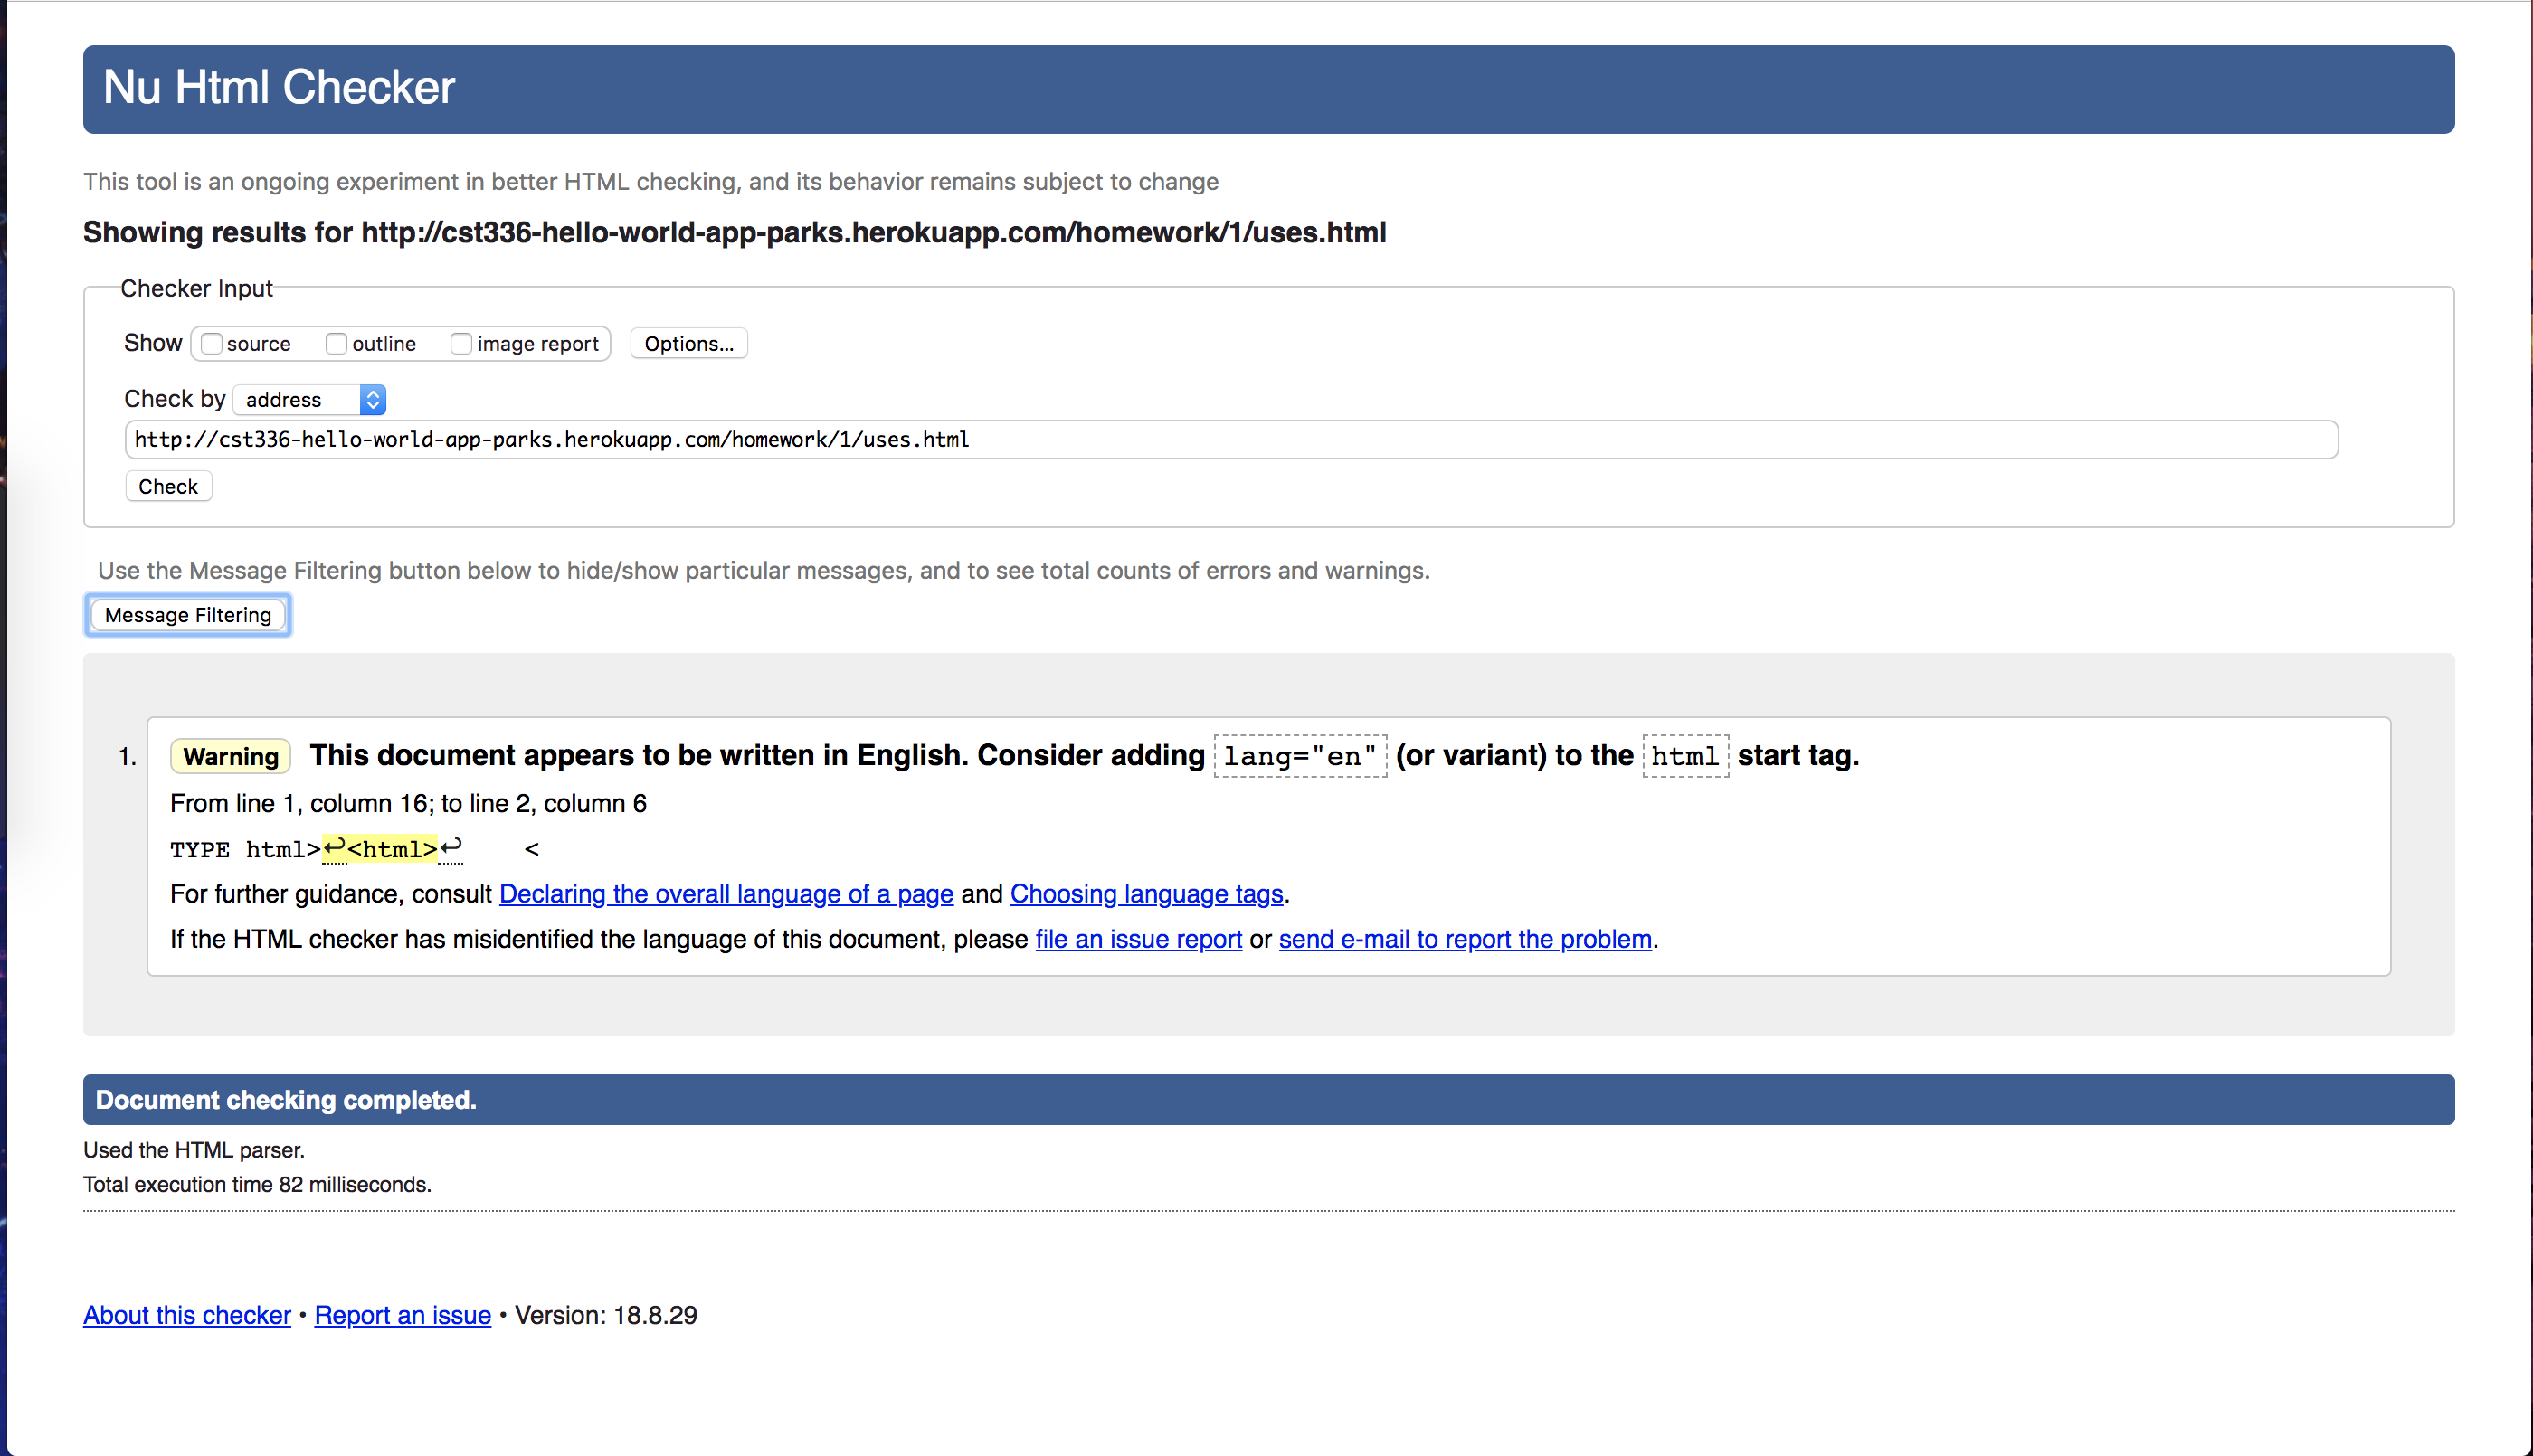 Nu Html Checker
This tool is an ongoing experiment in better HTML checking, and its behavior remains subject to change
Showing results for http://cst336-hello-world-app-parks.herokuapp.com/homework/1/uses.html
Checker Input
Show source outline image report Options...
Check by address
http://cst336-hello-world-app-parks.herokuapp.com/homework/1/uses.html
Check
Use the Message Filtering button below to hide/show particular messages, and to see total counts of errors and warnings.
Message Filtering
1. Warning This document appears to be written in English. Consider adding lang="en" (or variant) to the html start tag.
From line 1, column 16; to line 2, column 6
TYPE html>↩<html>↩    <
For further guidance, consult Declaring the overall language of a page and Choosing language tags.
If the HTML checker has misidentified the language of this document, please file an issue report or send e-mail to report the problem.
Document checking completed.
Used the HTML parser.
Total execution time 82 milliseconds.
About this checker • Report an issue • Version: 18.8.29